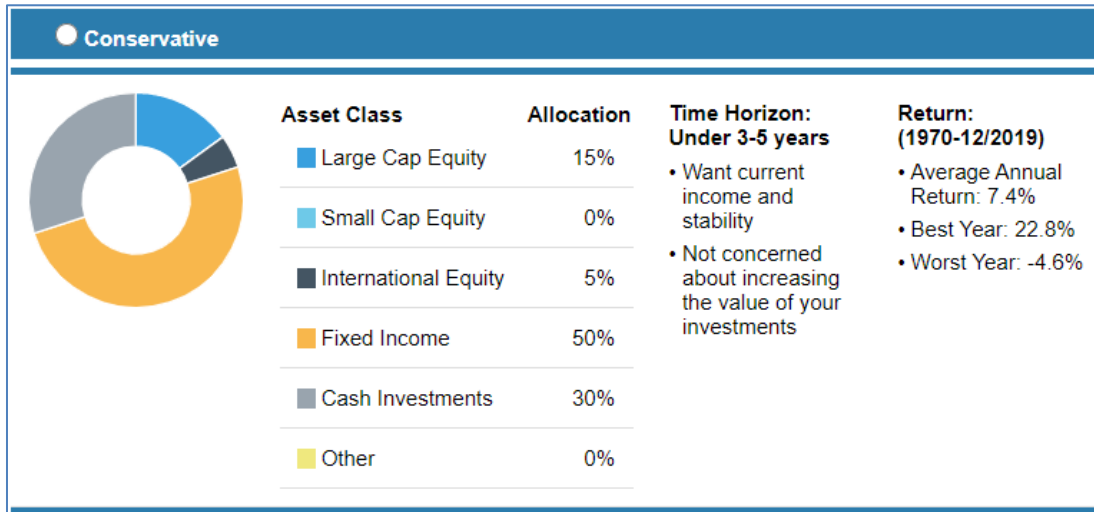 Conservative
Asset Class Allocation
Large Cap Equity 15%
Small Cap Equity 0%
International Equity 5%
Fixed Income 50%
Cash Investments 30%
Other 0%
Time Horizon:
Under 3-5 years
• Want current
income and
stability
• Not concerned
about increasing
the value of your
investments
Return:
(1970-12/2019)
• Average Annual
Return: 7.4%
• Best Year: 22.8%
• Worst Year: -4.6%